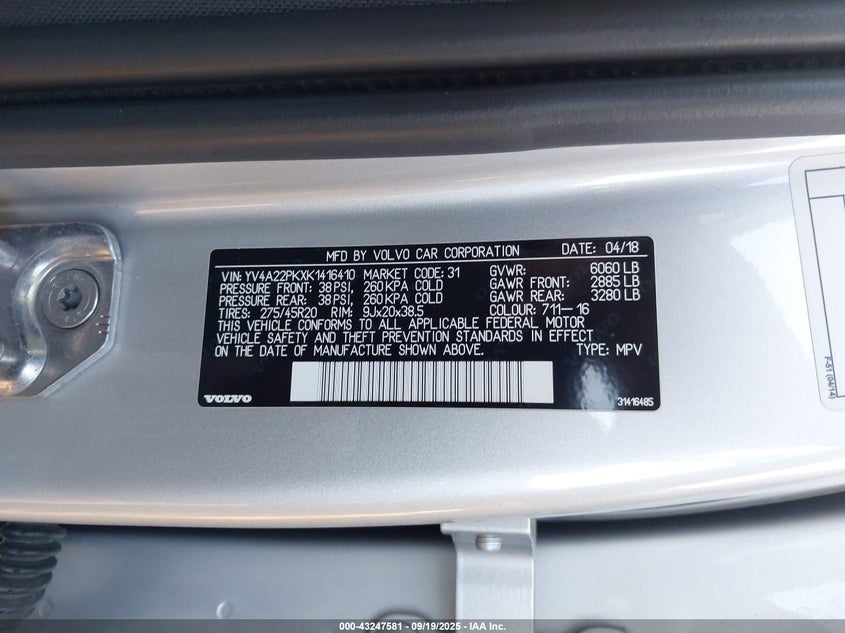 MFD BY VOLVO CAR CORPORATION DATE: 04/18
VIN: YV4A22PKXK1416410 MARKET CODE: 31 GVWR: 6060 LB
PRESSURE FRONT: 38 PSI, 260 KPA COLD GAWR FRONT: 2885 LB
PRESSURE REAR: 38 PSI, 260 KPA COLD GAWR REAR: 3280 LB
TIRES: 275/45R20 RIM: 9Jx20x38.5 COLOUR: 711-16
THIS VEHICLE CONFORMS TO ALL APPLICABLE FEDERAL MOTOR
VEHICLE SAFETY AND THEFT PREVENTION STANDARDS IN EFFECT
ON THE DATE OF MANUFACTURE SHOWN ABOVE. TYPE: MPV
VOLVO 31416485
F-51 (04/14)
000-43247581 - 09/19/2025 - IAA Inc.